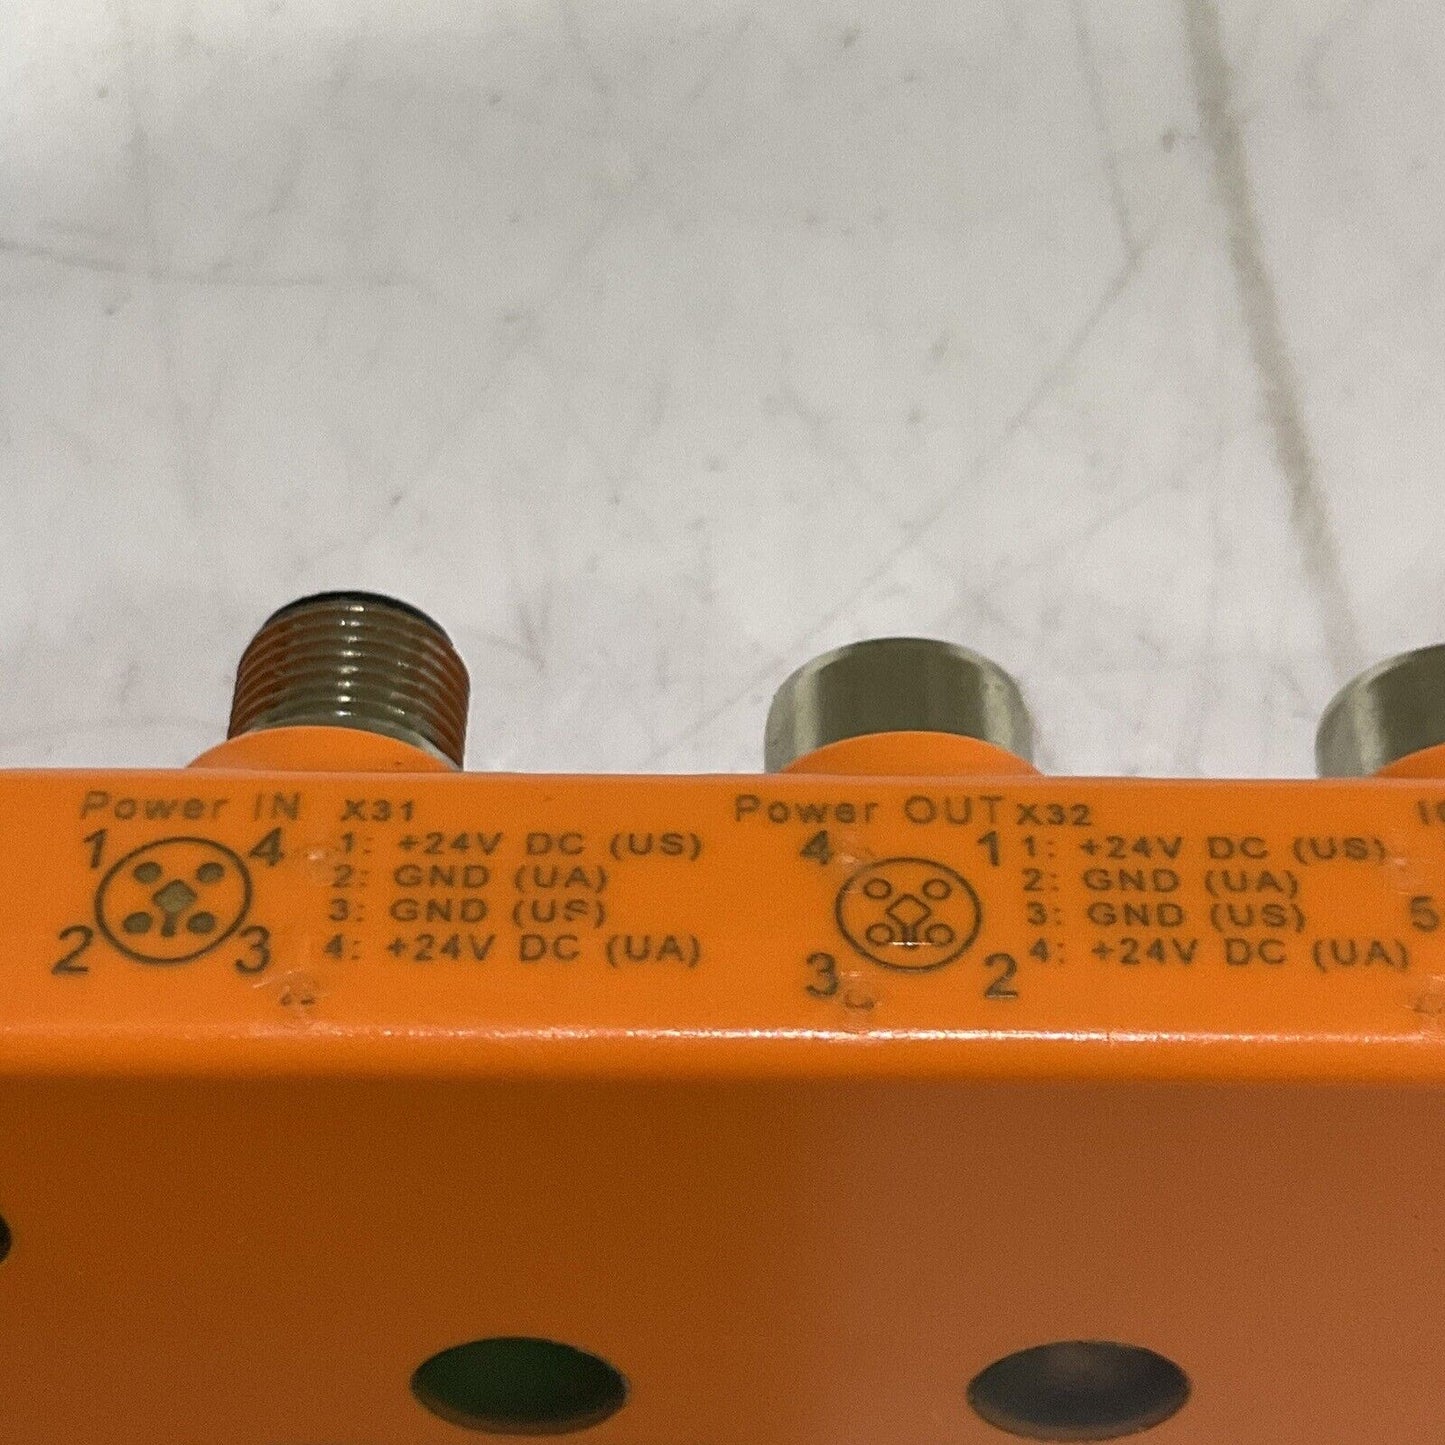 Power IN X31
1 4
2 3
1: +24V DC (US)
2: GND (UA)
3: GND (US)
4: +24V DC (UA)
Power OUT X32
4 1
3 2
1: +24V DC (US)
2: GND (UA)
3: GND (US)
4: +24V DC (UA)
5